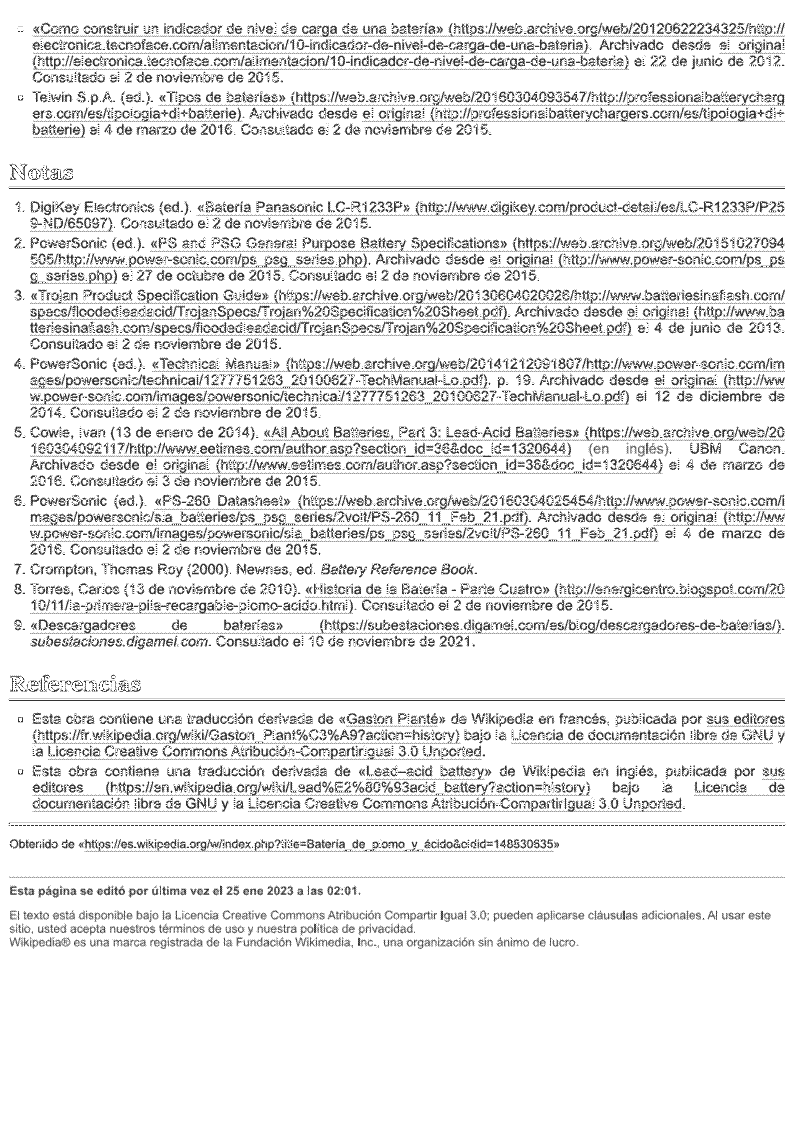 ▫ «Como construir un indicador de nivel de carga de una batería» (https://web.archive.org/web/20120622234325/http://
electronica.tecnoface.com/alimentacion/10-indicador-de-nivel-de-carga-de-una-bateria). Archivado desde el original
(http://electronica.tecnoface.com/alimentacion/10-indicador-de-nivel-de-carga-de-una-bateria) el 22 de junio de 2012.
Consultado el 2 de noviembre de 2015.
▫ Telwin S.p.A. (ed.). «Tipos de baterías» (https://web.archive.org/web/20160304093547/http://professionalbatterycharg
ers.com/es/tipologia+di+batterie). Archivado desde el original (http://professionalbatterychargers.com/es/tipologia+di+
batterie) el 4 de marzo de 2016. Consultado el 2 de noviembre de 2015.
Notas
1. DigiKey Electronics (ed.). «Batería Panasonic LC-R1233P» (http://www.digikey.com/product-detail/es/LC-R1233P/P25
9-ND/65097). Consultado el 2 de noviembre de 2015.
2. PowerSonic (ed.). «PS and PSG General Purpose Battery Specifications» (https://web.archive.org/web/20151027094
505/http://www.power-sonic.com/ps_psg_series.php). Archivado desde el original (http://www.power-sonic.com/ps_ps
g_series.php) el 27 de octubre de 2015. Consultado el 2 de noviembre de 2015.
3. «Trojan Product Specification Guide» (https://web.archive.org/web/20130604020026/http://www.batteriesinaflash.com/
specs/floodedleadacid/TrojanSpecs/Trojan%20Specification%20Sheet.pdf). Archivado desde el original (http://www.ba
tteriesinaflash.com/specs/floodedleadacid/TrojanSpecs/Trojan%20Specification%20Sheet.pdf) el 4 de junio de 2013.
Consultado el 2 de noviembre de 2015.
4. PowerSonic (ed.). «Technical Manual» (https://web.archive.org/web/20141212091807/http://www.power-sonic.com/im
ages/powersonic/technical/1277751263_20100627-TechManual-Lo.pdf). p. 19. Archivado desde el original (http://ww
w.power-sonic.com/images/powersonic/technical/1277751263_20100627-TechManual-Lo.pdf) el 12 de diciembre de
2014. Consultado el 2 de noviembre de 2015.
5. Cowie, Ivan (13 de enero de 2014). «All About Batteries, Part 3: Lead-Acid Batteries» (https://web.archive.org/web/20
160304092117/http://www.eetimes.com/author.asp?section_id=36&doc_id=1320644) (en inglés). UBM Canon.
Archivado desde el original (http://www.eetimes.com/author.asp?section_id=36&doc_id=1320644) el 4 de marzo de
2016. Consultado el 3 de noviembre de 2015.
6. PowerSonic (ed.). «PS-260 Datasheet» (https://web.archive.org/web/20160304025454/http://www.power-sonic.com/i
mages/powersonic/sla_batteries/ps_psg_series/2volt/PS-260_11_Feb_21.pdf). Archivado desde el original (http://ww
w.power-sonic.com/images/powersonic/sla_batteries/ps_psg_series/2volt/PS-260_11_Feb_21.pdf) el 4 de marzo de
2016. Consultado el 2 de noviembre de 2015.
7. Crompton, Thomas Roy (2000). Newnes, ed. Battery Reference Book.
8. Torres, Carlos (13 de noviembre de 2010). «Historia de la Batería - Parte Cuatro» (http://energicentro.blogspot.com/20
10/11/la-primera-pila-recargable-plomo-acido.html). Consultado el 2 de noviembre de 2015.
9. «Descargadores de baterías» (https://subestaciones.digamel.com/es/blog/descargadores-de-baterias/).
subestaciones.digamel.com. Consultado el 10 de noviembre de 2021.
Referencias
▫ Esta obra contiene una traducción derivada de «Gaston Planté» de Wikipedia en francés, publicada por sus editores
(https://fr.wikipedia.org/wiki/Gaston_Plant%C3%A9?action=history) bajo la Licencia de documentación libre de GNU y
la Licencia Creative Commons Atribución-CompartirIgual 3.0 Unported.
▫ Esta obra contiene una traducción derivada de «Lead–acid battery» de Wikipedia en inglés, publicada por sus
editores (https://en.wikipedia.org/wiki/Lead%E2%80%93acid_battery?action=history) bajo la Licencia de
documentación libre de GNU y la Licencia Creative Commons Atribución-CompartirIgual 3.0 Unported.
Obtenido de «https://es.wikipedia.org/w/index.php?title=Batería_de_plomo_y_ácido&oldid=148530635»
Esta página se editó por última vez el 25 ene 2023 a las 02:01.
El texto está disponible bajo la Licencia Creative Commons Atribución Compartir Igual 3.0; pueden aplicarse cláusulas adicionales. Al usar este
sitio, usted acepta nuestros términos de uso y nuestra política de privacidad.
Wikipedia® es una marca registrada de la Fundación Wikimedia, Inc., una organización sin ánimo de lucro.